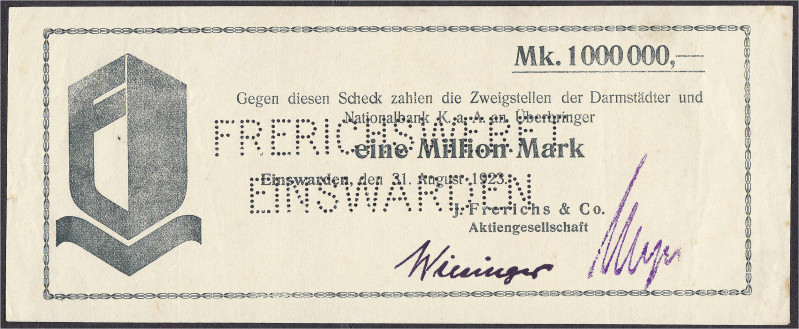 Mk. 1000000,—
Gegen diesen Scheck zahlen die Zweigstellen der Darmstädter und
Nationalbank K. a. A. an Überbringer
FRERICHSWERFT
eine Million Mark
Einswarden, den 31. August 1923.
EINSWARDEN
J. Frerichs & Co.
Aktiengesellschaft
Wieninger